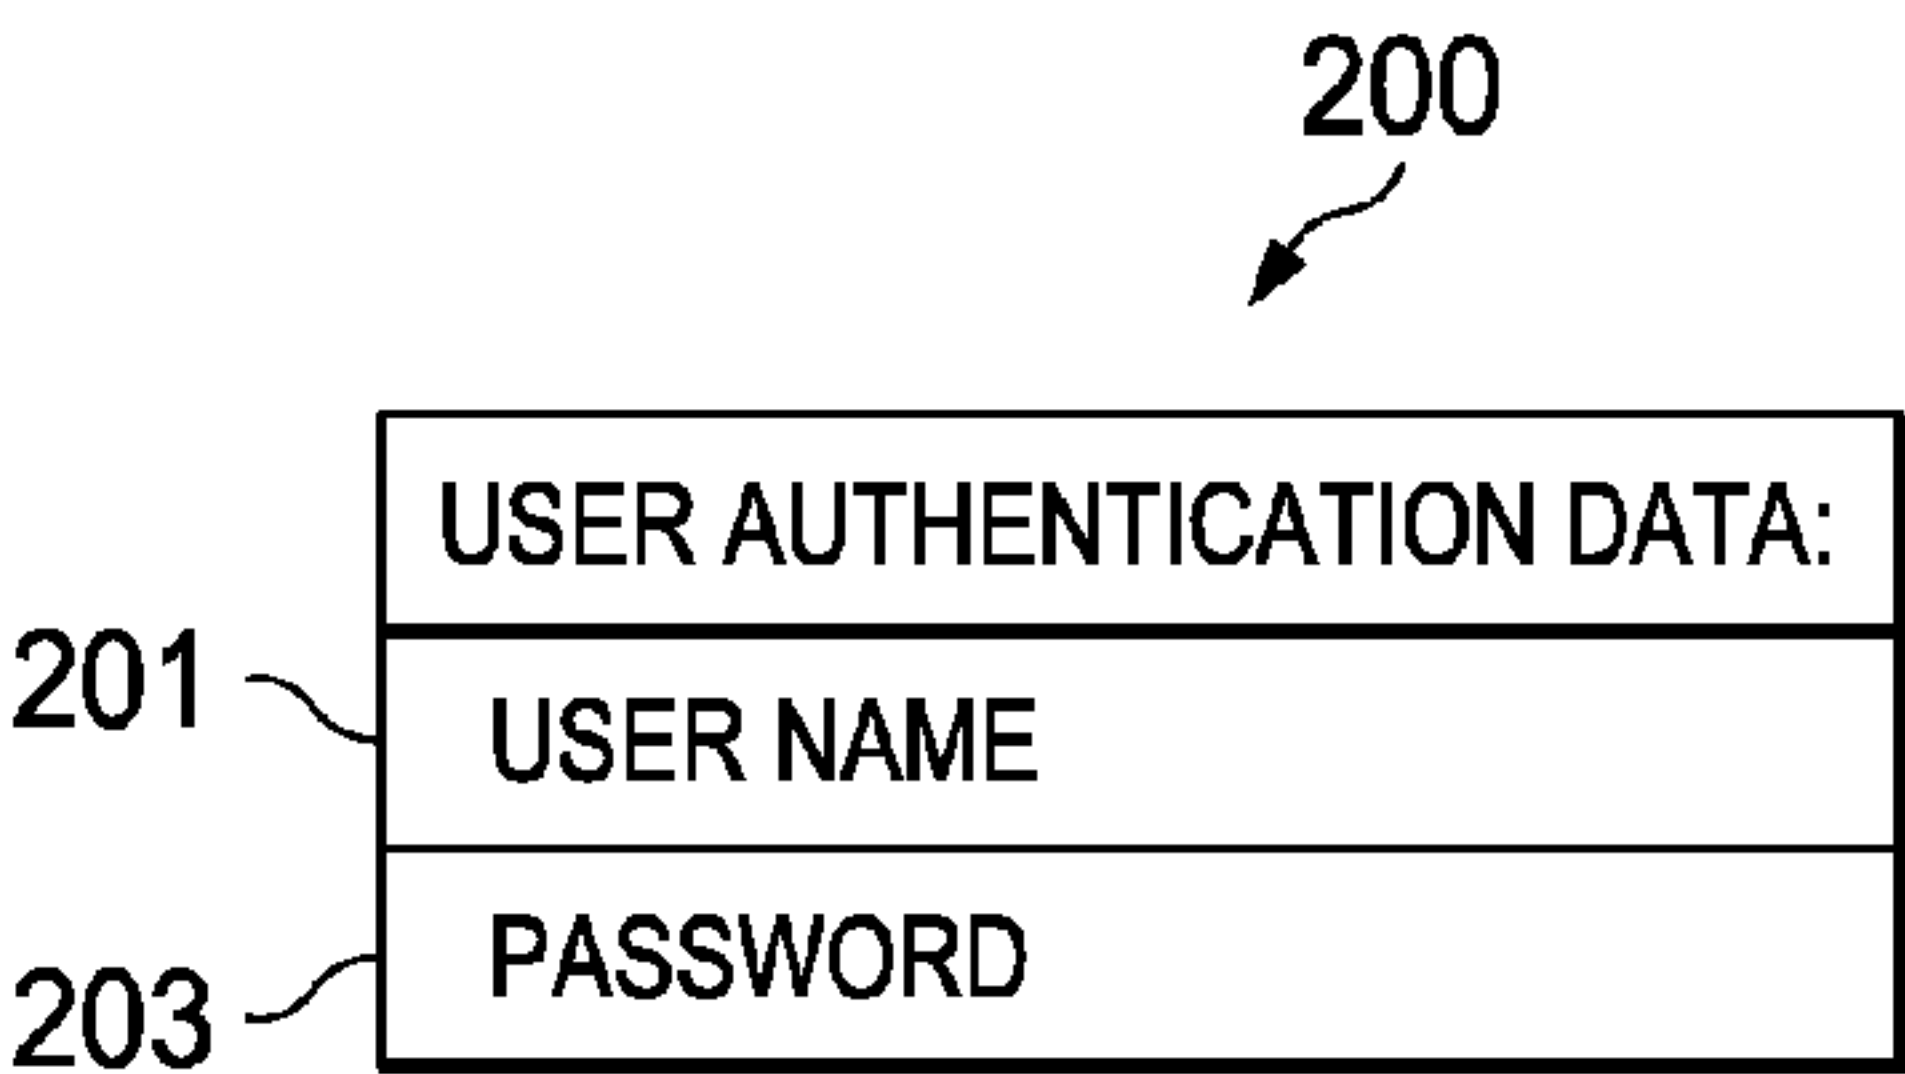 200
USER AUTHENTICATION DATA:
201
USER NAME
203
PASSWORD